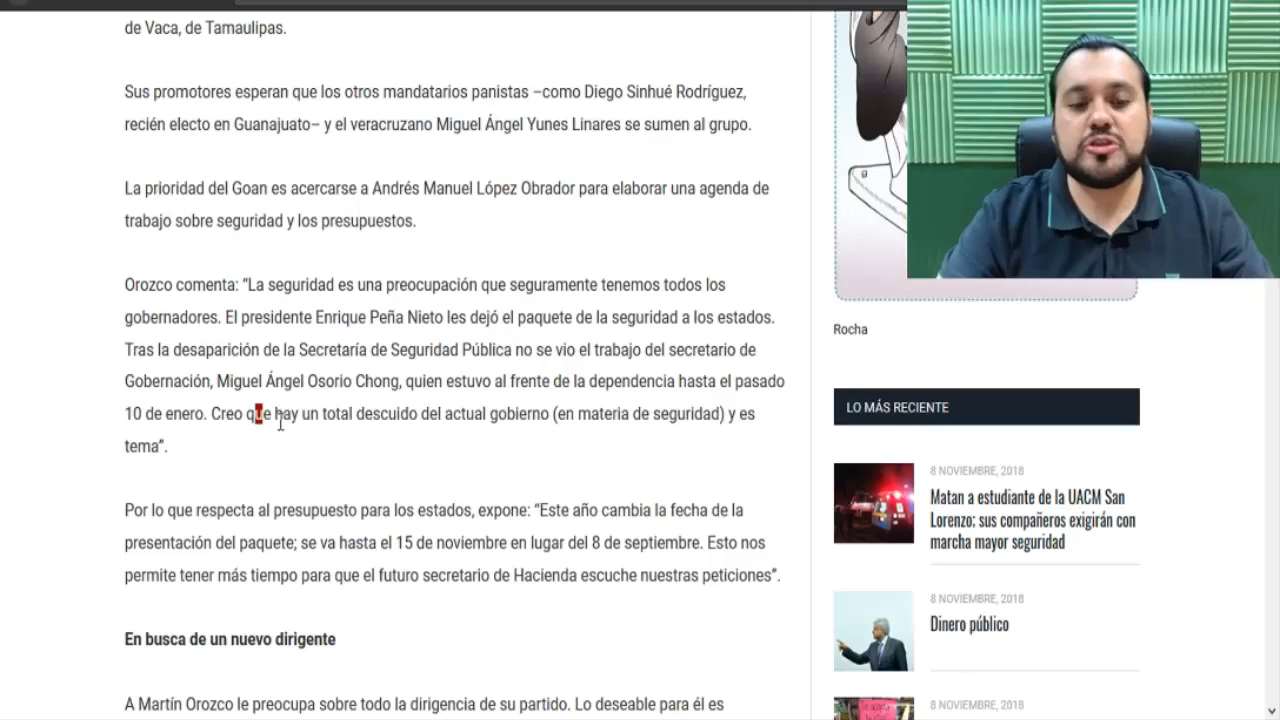 de Vaca, de Tamaulipas.
Sus promotores esperan que los otros mandatarios panistas –como Diego Sinhué Rodríguez,
recién electo en Guanajuato– y el veracruzano Miguel Ángel Yunes Linares se sumen al grupo.
La prioridad del Goan es acercarse a Andrés Manuel López Obrador para elaborar una agenda de
trabajo sobre seguridad y los presupuestos.
Orozco comenta: “La seguridad es una preocupación que seguramente tenemos todos los
gobernadores. El presidente Enrique Peña Nieto les dejó el paquete de la seguridad a los estados.
Tras la desaparición de la Secretaría de Seguridad Pública no se vio el trabajo del secretario de
Gobernación, Miguel Ángel Osorio Chong, quien estuvo al frente de la dependencia hasta el pasado
10 de enero. Creo que hay un total descuido del actual gobierno (en materia de seguridad) y es
tema”.
Por lo que respecta al presupuesto para los estados, expone: “Este año cambia la fecha de la
presentación del paquete; se va hasta el 15 de noviembre en lugar del 8 de septiembre. Esto nos
permite tener más tiempo para que el futuro secretario de Hacienda escuche nuestras peticiones”.
En busca de un nuevo dirigente
A Martín Orozco le preocupa sobre todo la dirigencia de su partido. Lo deseable para él es
Rocha
LO MÁS RECIENTE
8 NOVIEMBRE, 2018
Matan a estudiante de la UACM San
Lorenzo; sus compañeros exigirán con
marcha mayor seguridad
8 NOVIEMBRE, 2018
Dinero público
8 NOVIEMBRE, 2018